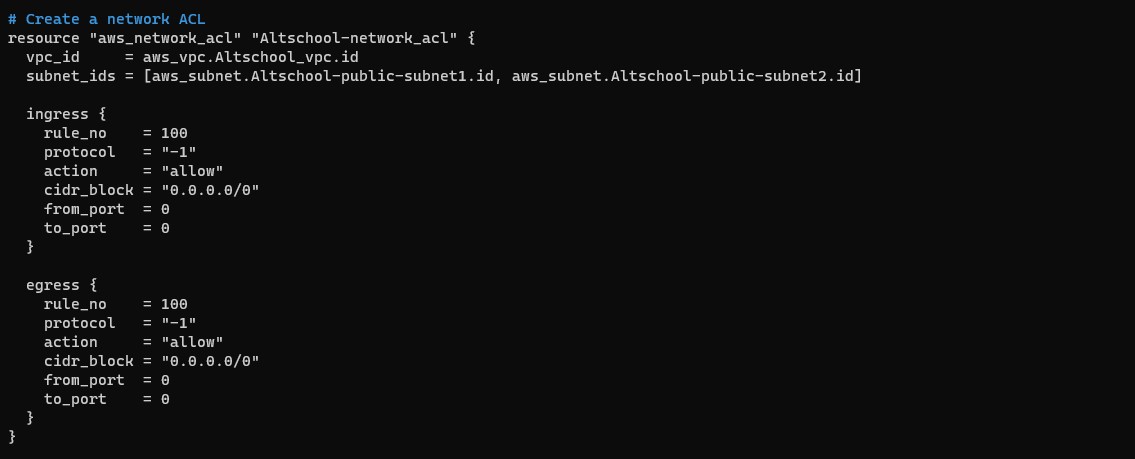 # Create a network ACL
resource "aws_network_acl" "Altschool-network_acl" {
  vpc_id     = aws_vpc.Altschool_vpc.id
  subnet_ids = [aws_subnet.Altschool-public-subnet1.id, aws_subnet.Altschool-public-subnet2.id]

  ingress {
    rule_no    = 100
    protocol   = "-1"
    action     = "allow"
    cidr_block = "0.0.0.0/0"
    from_port  = 0
    to_port    = 0
  }

  egress {
    rule_no    = 100
    protocol   = "-1"
    action     = "allow"
    cidr_block = "0.0.0.0/0"
    from_port  = 0
    to_port    = 0
  }
}